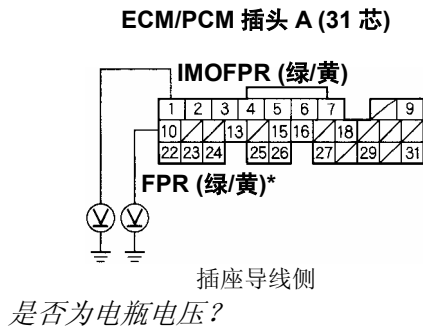 ECM/PCM 插头 A (31 芯)
IMOFPR (绿/黄)
1 2 3 4 5 6 7 9
10 13 15 16 18
22 23 24 25 26 27 29 31
FPR (绿/黄)*
V V
插座导线侧
是否为电瓶电压?